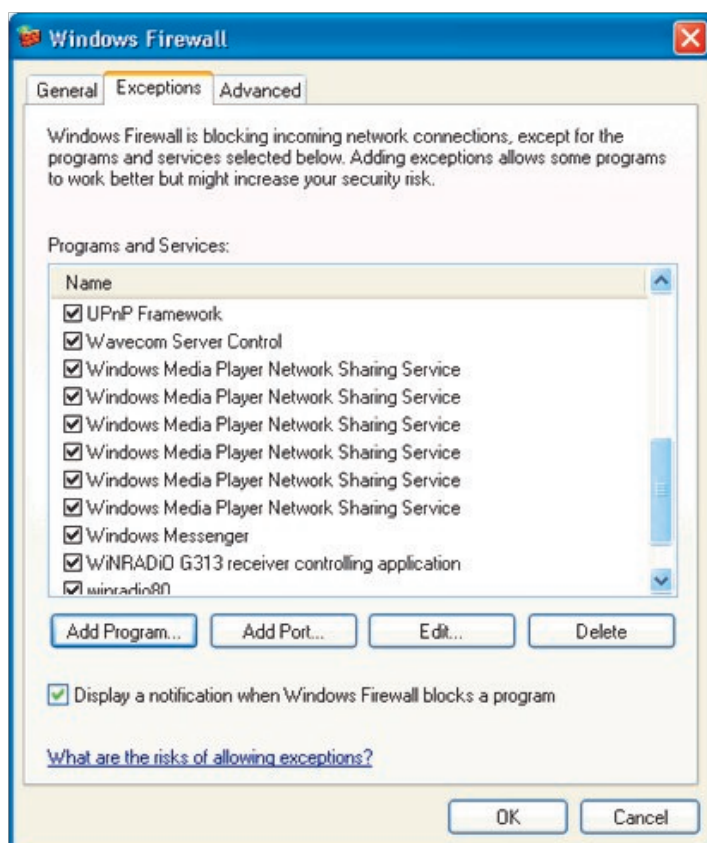 Windows Firewall
General Exceptions Advanced
Windows Firewall is blocking incoming network connections, except for the
programs and services selected below. Adding exceptions allows some programs
to work better but might increase your security risk.
Programs and Services:
Name
UPnP Framework
Wavecom Server Control
Windows Media Player Network Sharing Service
Windows Media Player Network Sharing Service
Windows Media Player Network Sharing Service
Windows Media Player Network Sharing Service
Windows Media Player Network Sharing Service
Windows Media Player Network Sharing Service
Windows Messenger
WiNRADiO G313 receiver controlling application
winradio80
Add Program... Add Port... Edit... Delete
Display a notification when Windows Firewall blocks a program
What are the risks of allowing exceptions?
OK Cancel